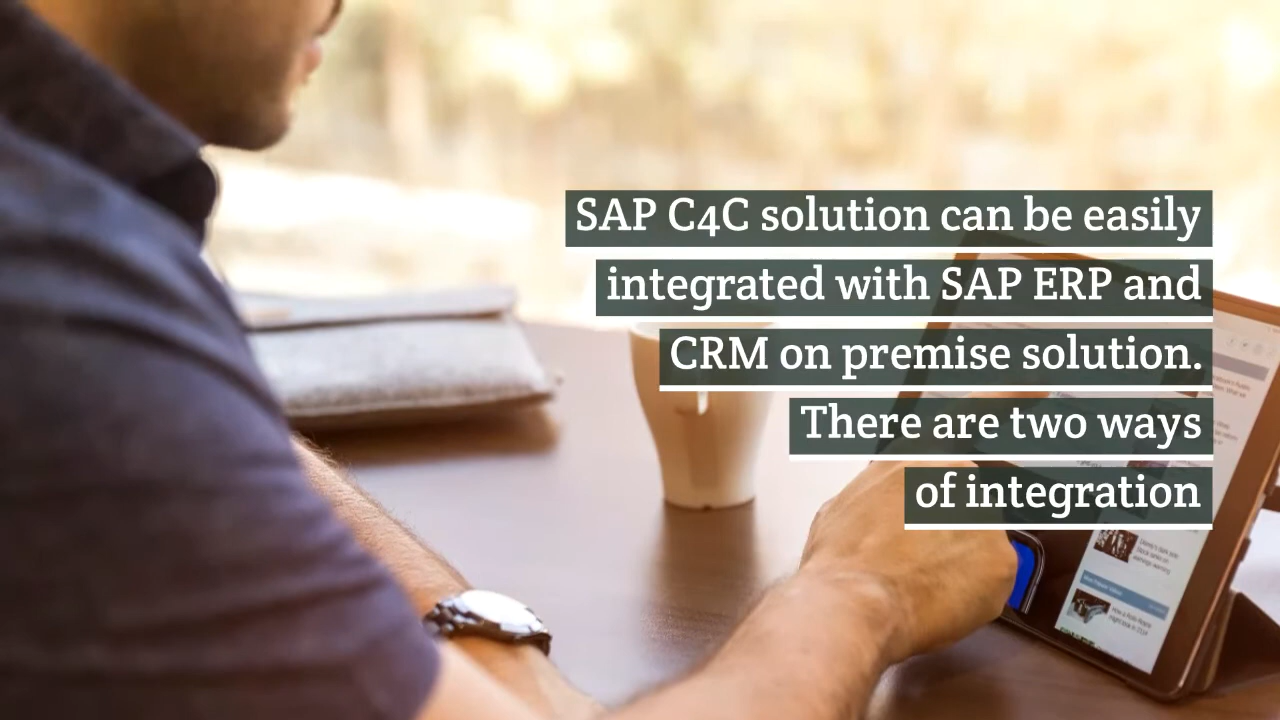 SAP C4C solution can be easily
integrated with SAP ERP and
CRM on premise solution.
There are two ways
of integration